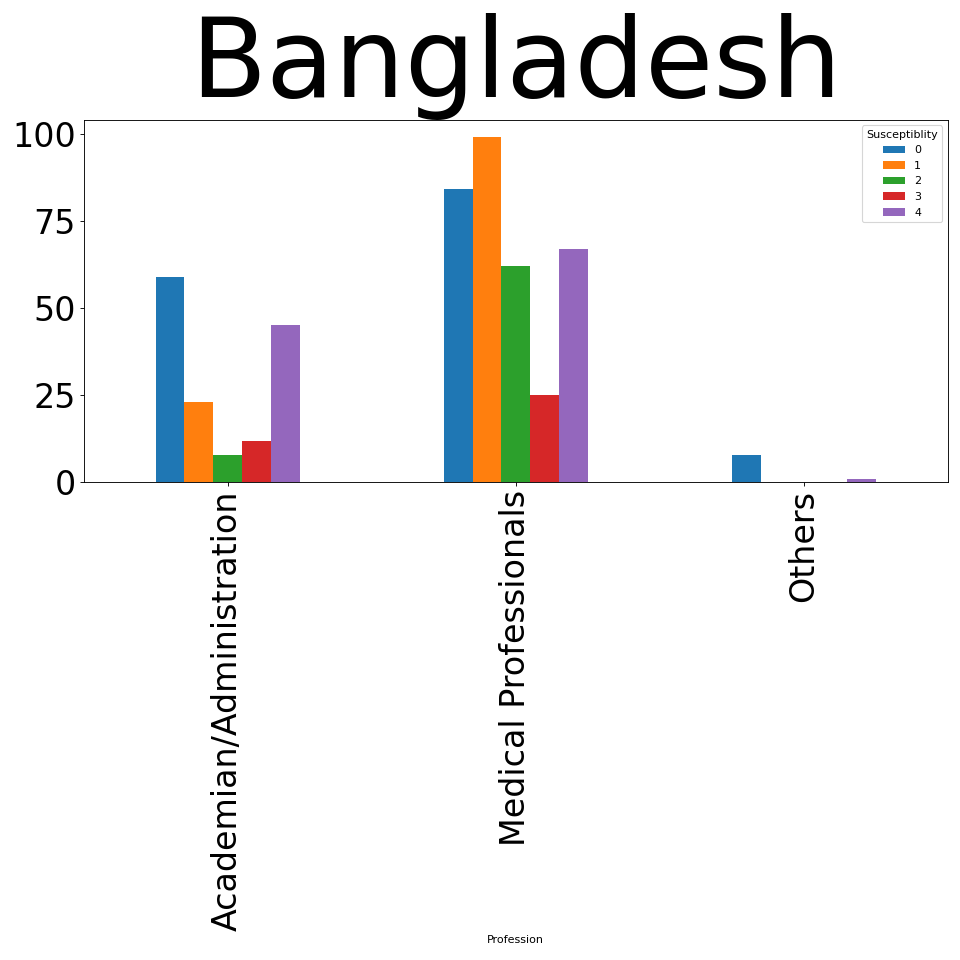 Bangladesh
100
75
50
25
0
Susceptiblity
0
1
2
3
4
Academian/Administration
Medical Professionals
Others
Profession